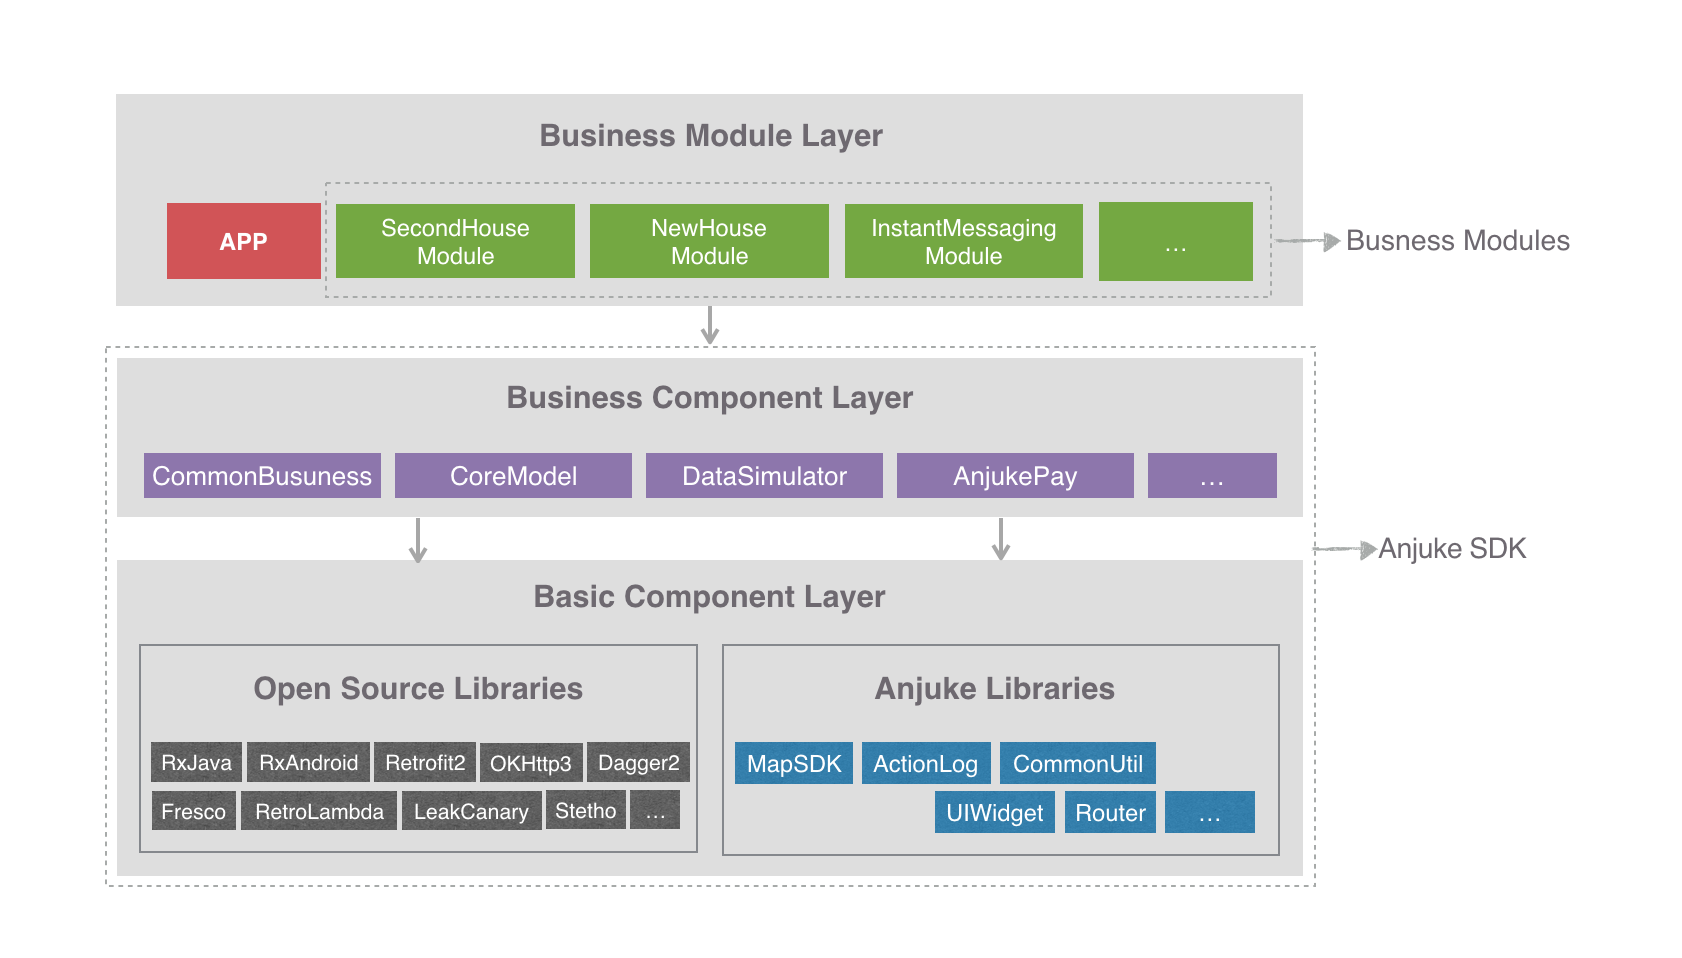 Business Module Layer
APP
SecondHouse
Module
NewHouse
Module
InstantMessaging
Module
...
Busness Modules
Business Component Layer
CommonBusuness
CoreModel
DataSimulator
AnjukePay
...
Anjuke SDK
Basic Component Layer
Open Source Libraries
RxJava
RxAndroid
Retrofit2
OKHttp3
Dagger2
Fresco
RetroLambda
LeakCanary
Stetho
...
Anjuke Libraries
MapSDK
ActionLog
CommonUtil
UIWidget
Router
...